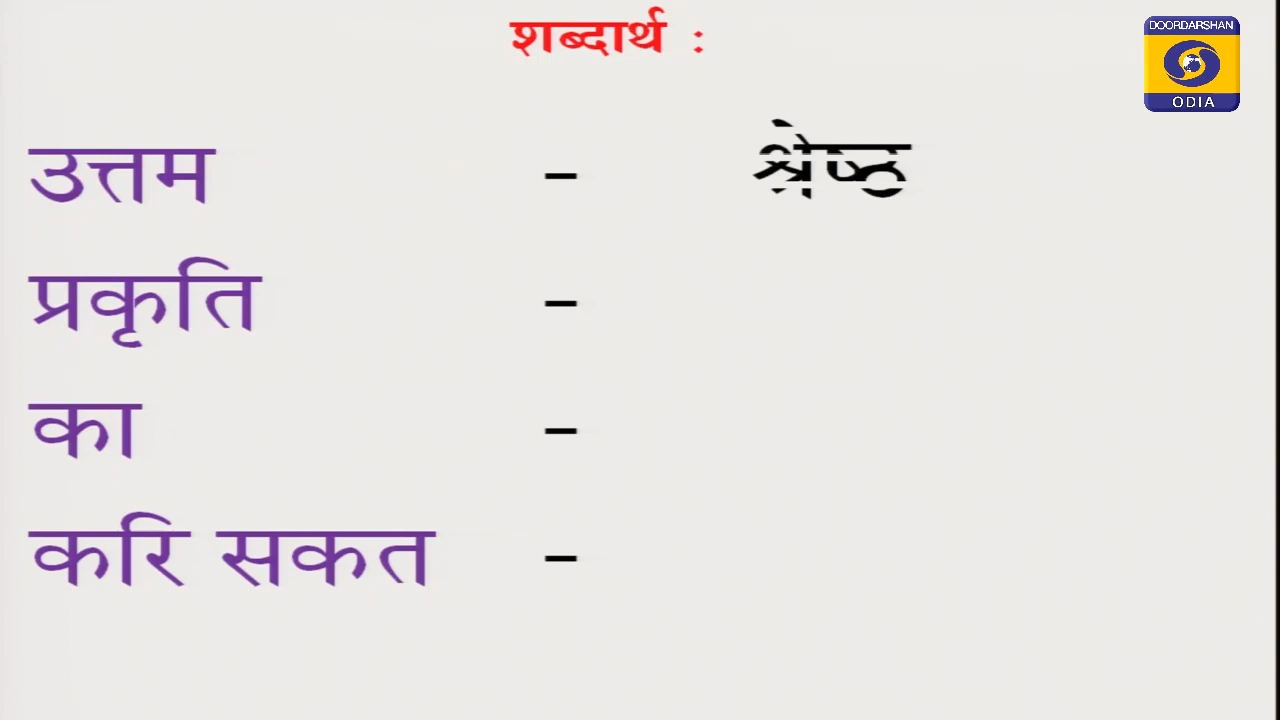 शब्दार्थ :
DOORDARSHAN
ODIA
उत्तम - श्रेष्ठ
प्रकृति -
का -
करि सकत -